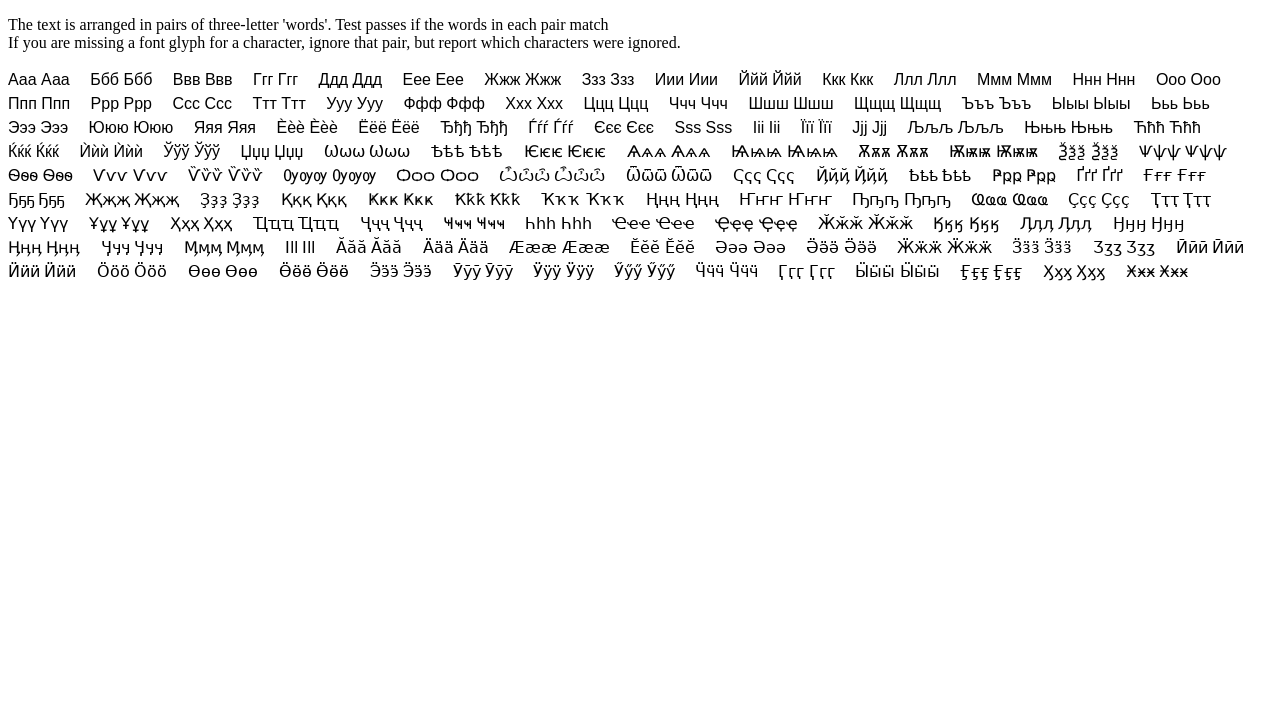 The text is arranged in pairs of three-letter 'words'. Test passes if the words in each pair match
If you are missing a font glyph for a character, ignore that pair, but report which characters were ignored.
Ааа Ааа Ббб Ббб Ввв Ввв Ггг Ггг Ддд Ддд Еее Еее Жжж Жжж Ззз Ззз Иии Иии Ййй Ййй Ккк Ккк Ллл Ллл Ммм Ммм Ннн Ннн Ооо Ооо
Ппп Ппп Ррр Ррр Ссс Ссс Ттт Ттт Ууу Ууу Ффф Ффф Ххх Ххх Ццц Ццц Ччч Ччч Шшш Шшш Щщщ Щщщ Ъъъ Ъъъ Ыыы Ыыы Ььь Ььь
Эээ Эээ Ююю Ююю Яяя Яяя Ѐѐѐ Ѐѐѐ Ёёё Ёёё Ђђђ Ђђђ Ѓѓѓ Ѓѓѓ Єєє Єєє Ѕѕѕ Ѕѕѕ Ііі Ііі Їїї Їїї Јјј Јјј Љљљ Љљљ Њњњ Њњњ Ћћћ Ћћћ
Ќќќ Ќќќ Ѝѝѝ Ѝѝѝ Ўўў Ўўў Џџџ Џџџ Ѡѡѡ Ѡѡѡ Ѣѣѣ Ѣѣѣ Ѥѥѥ Ѥѥѥ Ѧѧѧ Ѧѧѧ Ѩѩѩ Ѩѩѩ Ѫѫѫ Ѫѫѫ Ѭѭѭ Ѭѭѭ Ѯѯѯ Ѯѯѯ Ѱѱѱ Ѱѱѱ
Ѳѳѳ Ѳѳѳ Ѵѵѵ Ѵѵѵ Ѷѷѷ Ѷѷѷ Ѹѹѹ Ѹѹѹ Ѻѻѻ Ѻѻѻ Ѽѽѽ Ѽѽѽ Ѿѿѿ Ѿѿѿ Ҁҁҁ Ҁҁҁ Ҋҋҋ Ҋҋҋ Ҍҍҍ Ҍҍҍ Ҏҏҏ Ҏҏҏ Ґґґ Ґґґ Ғғғ Ғғғ
Ҕҕҕ Ҕҕҕ Җҗҗ Җҗҗ Ҙҙҙ Ҙҙҙ Қққ Қққ Ҝҝҝ Ҝҝҝ Ҟҟҟ Ҟҟҟ Ҡҡҡ Ҡҡҡ Ңңң Ңңң Ҥҥҥ Ҥҥҥ Ҧҧҧ Ҧҧҧ Ҩҩҩ Ҩҩҩ Ҫҫҫ Ҫҫҫ Ҭҭҭ Ҭҭҭ
Үүү Үүү Ұұұ Ұұұ Ҳҳҳ Ҳҳҳ Ҵҵҵ Ҵҵҵ Ҷҷҷ Ҷҷҷ Ҹҹҹ Ҹҹҹ Һһһ Һһһ Ҽҽҽ Ҽҽҽ Ҿҿҿ Ҿҿҿ Ӂӂӂ Ӂӂӂ Ӄӄӄ Ӄӄӄ Ӆӆӆ Ӆӆӆ Ӈӈӈ Ӈӈӈ
Ӊӊӊ Ӊӊӊ Ӌӌӌ Ӌӌӌ Ӎӎӎ Ӎӎӎ ӀӀӀ ӀӀӀ Ӑӑӑ Ӑӑӑ Ӓӓӓ Ӓӓӓ Ӕӕӕ Ӕӕӕ Ӗӗӗ Ӗӗӗ Әәә Әәә Ӛӛӛ Ӛӛӛ Ӝӝӝ Ӝӝӝ Ӟӟӟ Ӟӟӟ Ӡӡӡ Ӡӡӡ Ӣӣӣ Ӣӣӣ
Ӥӥӥ Ӥӥӥ Ӧӧӧ Ӧӧӧ Өөө Өөө Ӫӫӫ Ӫӫӫ Ӭӭӭ Ӭӭӭ Ӯӯӯ Ӯӯӯ Ӱӱӱ Ӱӱӱ Ӳӳӳ Ӳӳӳ Ӵӵӵ Ӵӵӵ Ӷӷӷ Ӷӷӷ Ӹӹӹ Ӹӹӹ Ӻӻӻ Ӻӻӻ Ӽӽӽ Ӽӽӽ Ӿӿӿ Ӿӿӿ